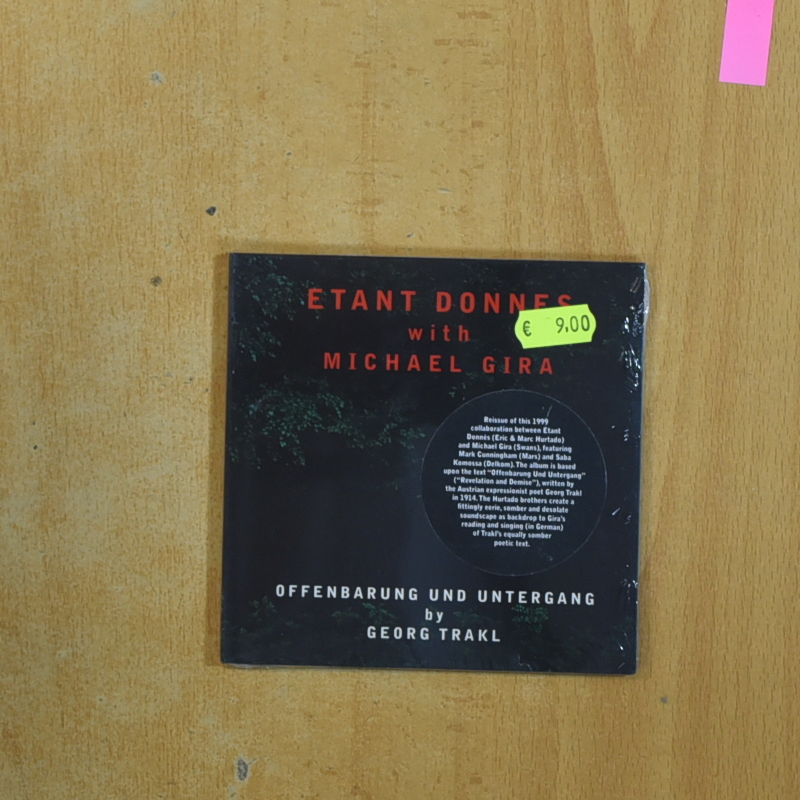 ETANT DONNES
€ 9.00
with
MICHAEL GIRA
Reissue of this 1999
collaboration between Étant
Donnés (Eric & Marc Hurtado)
and Michael Gira (Swans), featuring
Mark Cunningham (Mars) and Saba
Komossa (Delkom). The album is based
upon the text "Offenbarung Und Untergang"
("Revelation and Demise"), written by
the Austrian expressionist poet Georg Trakl
in 1914. The Hurtado brothers create a
fittingly eerie, somber and desolate
soundscape as backdrop to Gira's
reading and singing (in German)
of Trakl's equally somber
poetic text.
OFFENBARUNG UND UNTERGANG
by
GEORG TRAKL